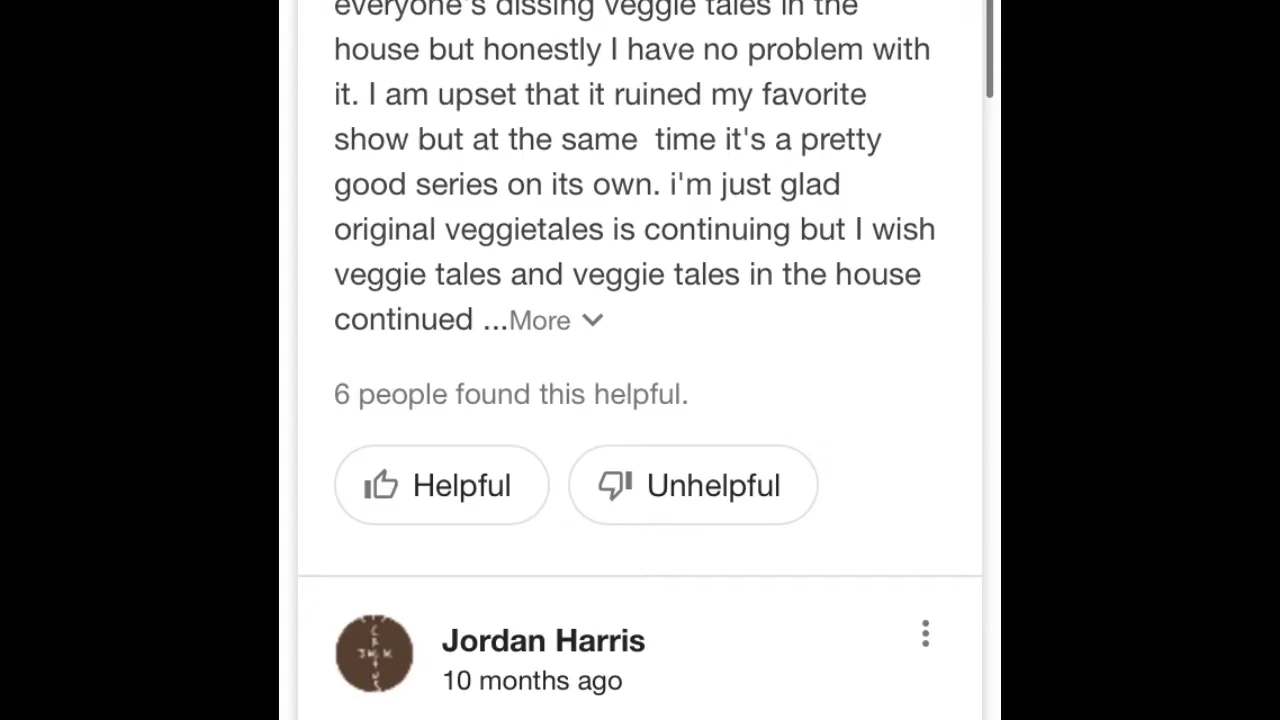 everyone's dissing veggie tales in the
house but honestly I have no problem with
it. I am upset that it ruined my favorite
show but at the same  time it's a pretty
good series on its own. i'm just glad
original veggietales is continuing but I wish
veggie tales and veggie tales in the house
continued ...More
6 people found this helpful.
Helpful Unhelpful
Jordan Harris
10 months ago